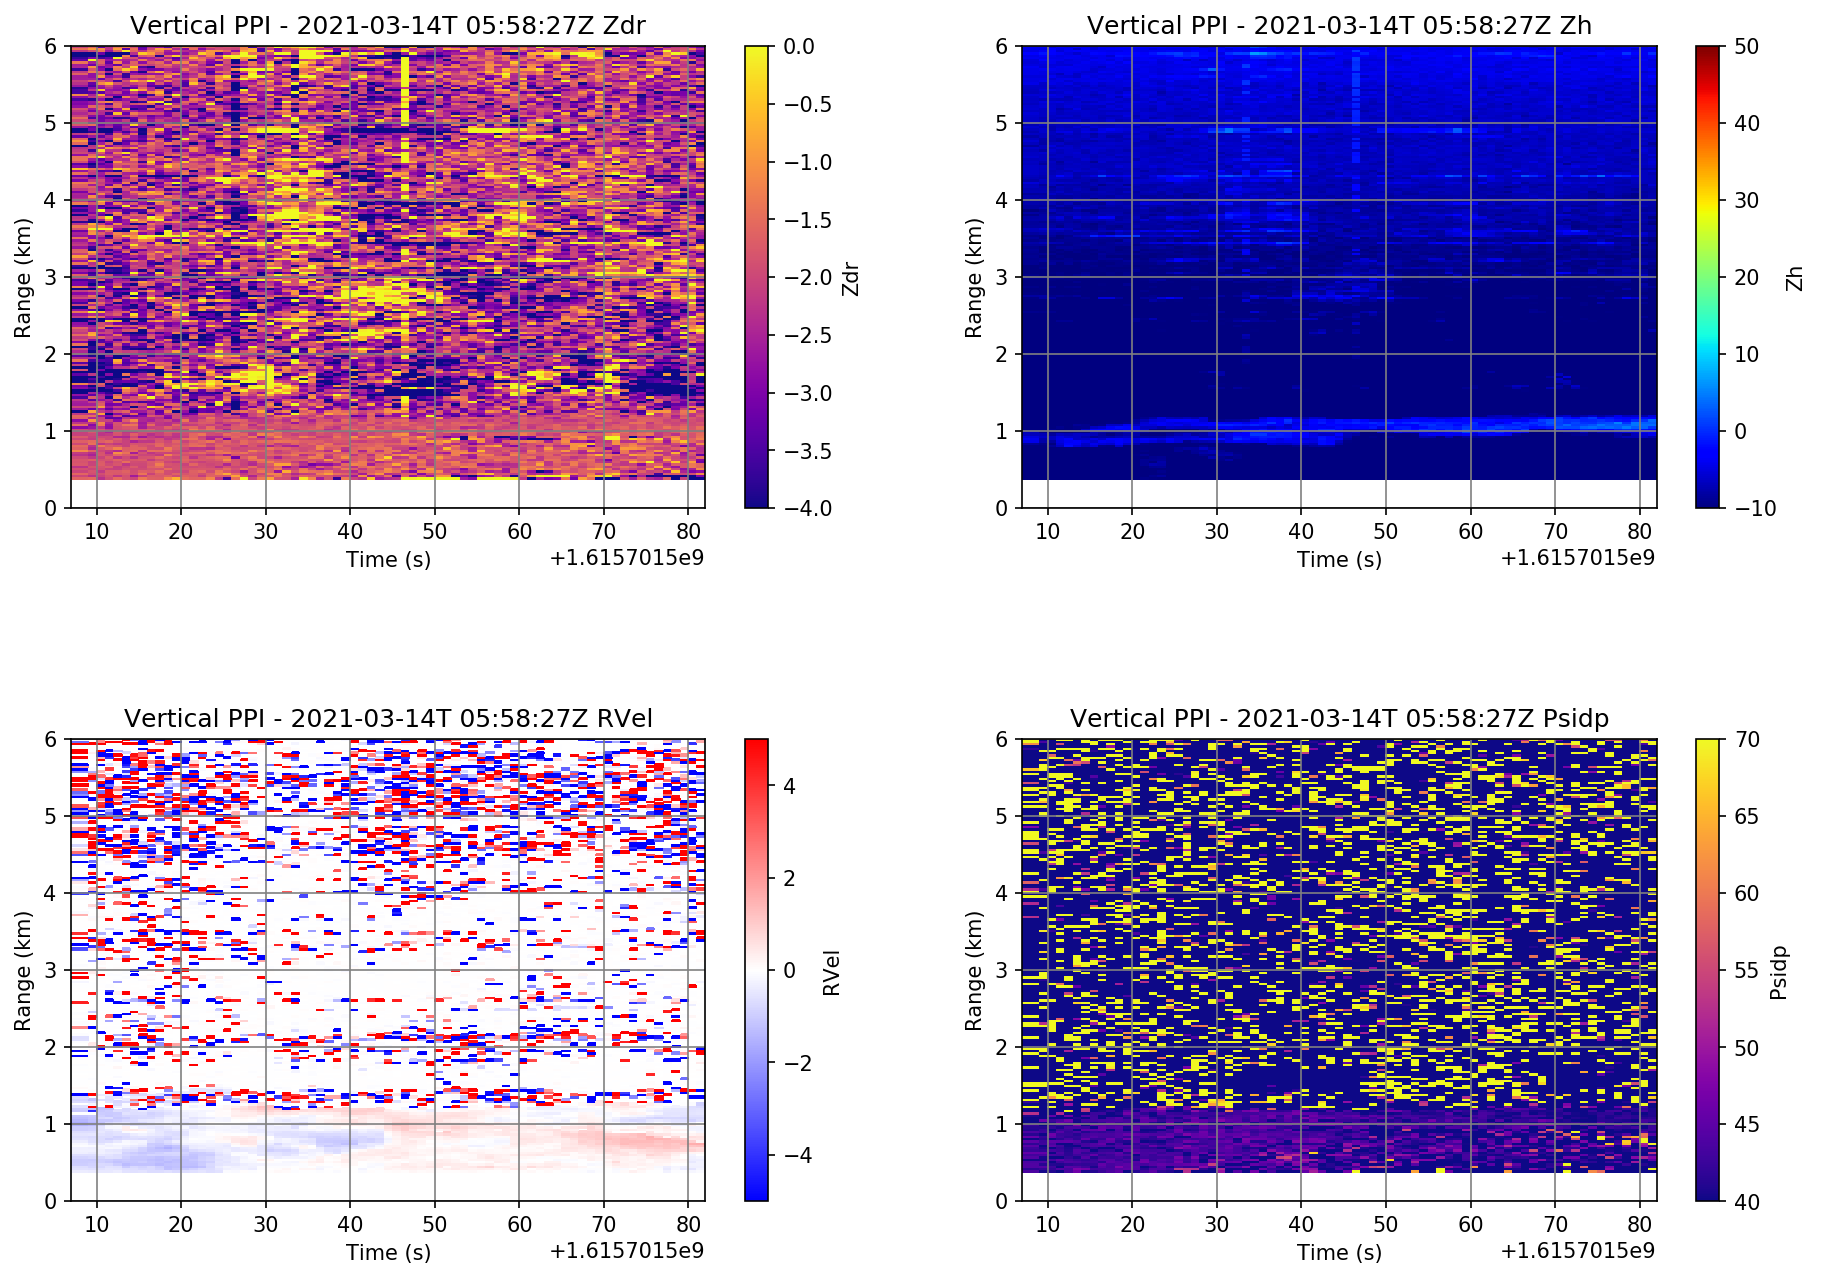 Vertical PPI - 2021-03-14T 05:58:27Z Zdr
6
5
4
3
2
1
0
Range (km)
10 20 30 40 50 60 70 80
Time (s)
+1.6157015e9
0.0
−0.5
−1.0
−1.5
−2.0
−2.5
−3.0
−3.5
−4.0
Zdr
Vertical PPI - 2021-03-14T 05:58:27Z Zh
6
5
4
3
2
1
0
Range (km)
10 20 30 40 50 60 70 80
Time (s)
+1.6157015e9
50
40
30
20
10
0
−10
Zh
Vertical PPI - 2021-03-14T 05:58:27Z RVel
6
5
4
3
2
1
0
Range (km)
10 20 30 40 50 60 70 80
Time (s)
+1.6157015e9
4
2
0
−2
−4
RVel
Vertical PPI - 2021-03-14T 05:58:27Z Psidp
6
5
4
3
2
1
0
Range (km)
10 20 30 40 50 60 70 80
Time (s)
+1.6157015e9
70
65
60
55
50
45
40
Psidp